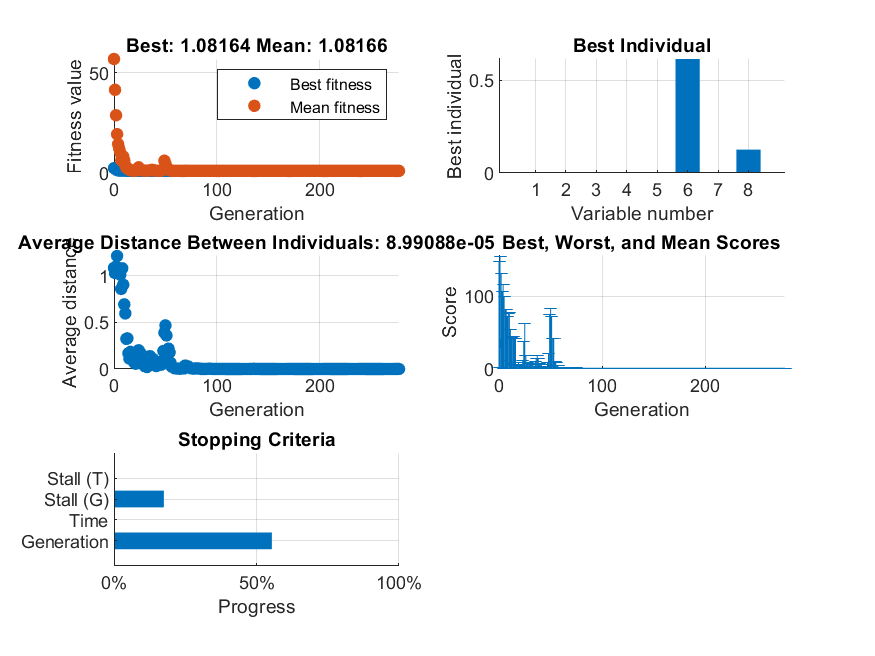 Best: 1.08164 Mean: 1.08166
Fitness value
50
0
0
100
200
Generation
Best fitness
Mean fitness
Best Individual
Best individual
0.5
0
1 2 3 4 5 6 7 8
Variable number
Average Distance Between Individuals: 8.99088e-05
Average distance
1
0.5
0
0
100
200
Generation
Best, Worst, and Mean Scores
Score
100
0
0
100
200
Generation
Stopping Criteria
Stall (T)
Stall (G)
Time
Generation
0%
50%
100%
Progress